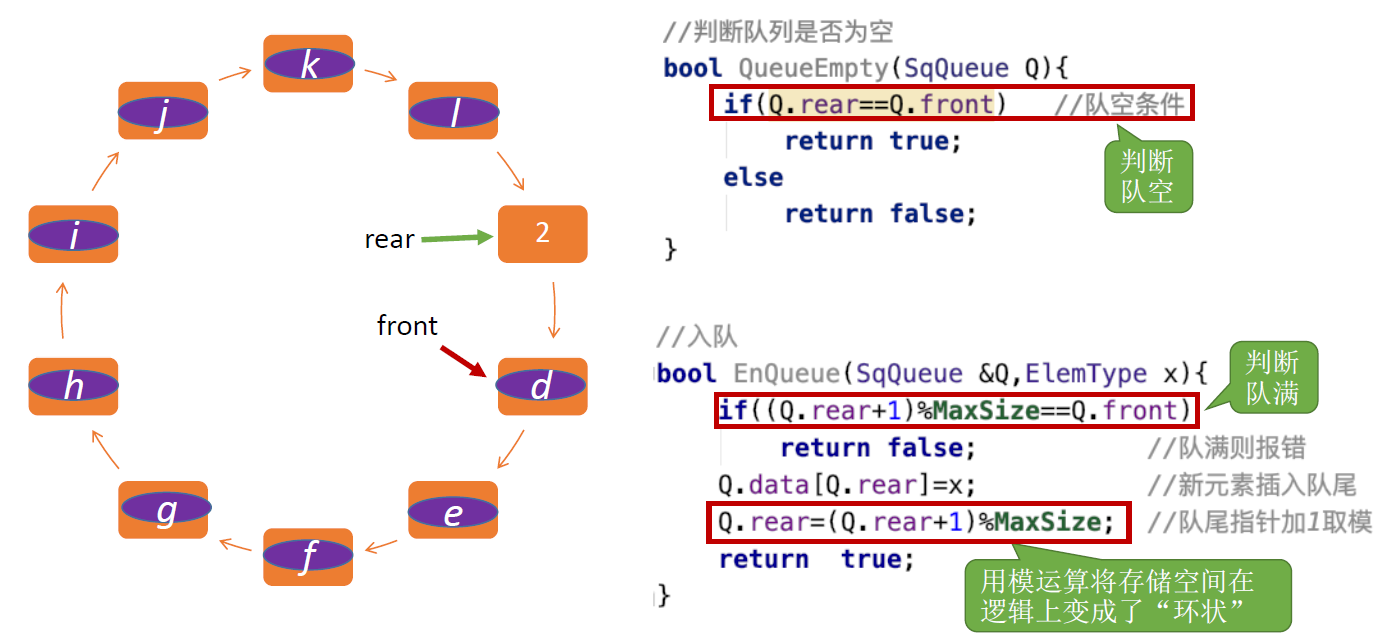 k
j
l
i
rear
2
front
h
d
g
e
f
//判断队列是否为空
bool QueueEmpty(SqQueue Q){
if(Q.rear==Q.front) //队空条件
return true;
else
return false;
}
判断
队空
//入队
bool EnQueue(SqQueue &Q,ElemType x){
if((Q.rear+1)%MaxSize==Q.front)
return false; //队满则报错
Q.data[Q.rear]=x; //新元素插入队尾
Q.rear=(Q.rear+1)%MaxSize; //队尾指针加1取模
return true;
}
判断
队满
用模运算将存储空间在
逻辑上变成了“环状”